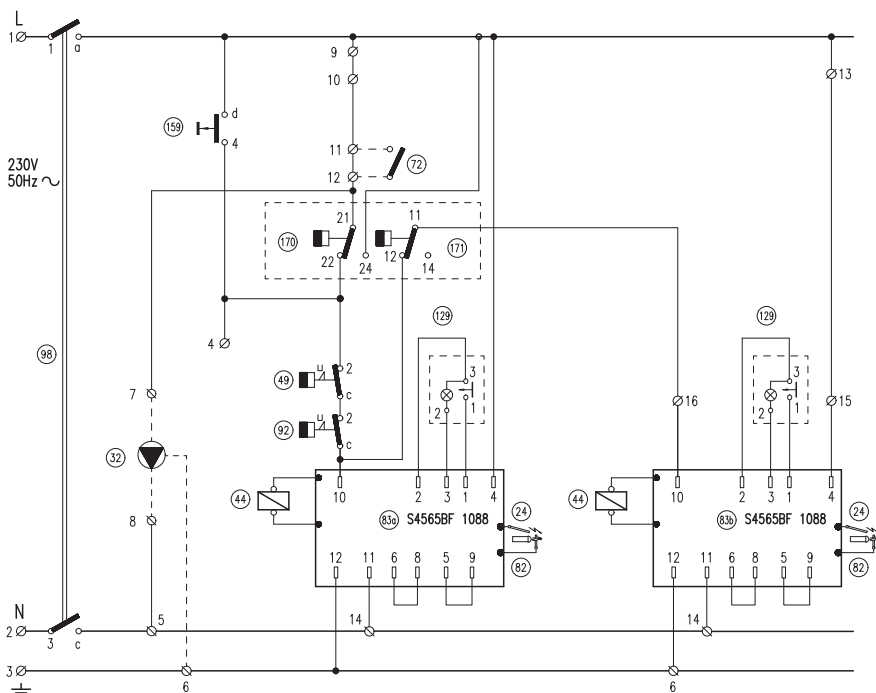 L
1 1 a
9
10
13
159 d
4
11
72
12
230V
50Hz
21 11
170 171
22 24 12 14
98
4
129 129
49 u 2
c
3 3
7 16 15
2 1 2 1
92 u 2
c
32
44 10 2 3 1 4 44 10 2 3 1 4
83a S4565BF 1088 24 83b S4565BF 1088 24
8
82 82
12 11 6 8 5 9 12 11 6 8 5 9
N
2 3 c 5 14 14
3 6 6